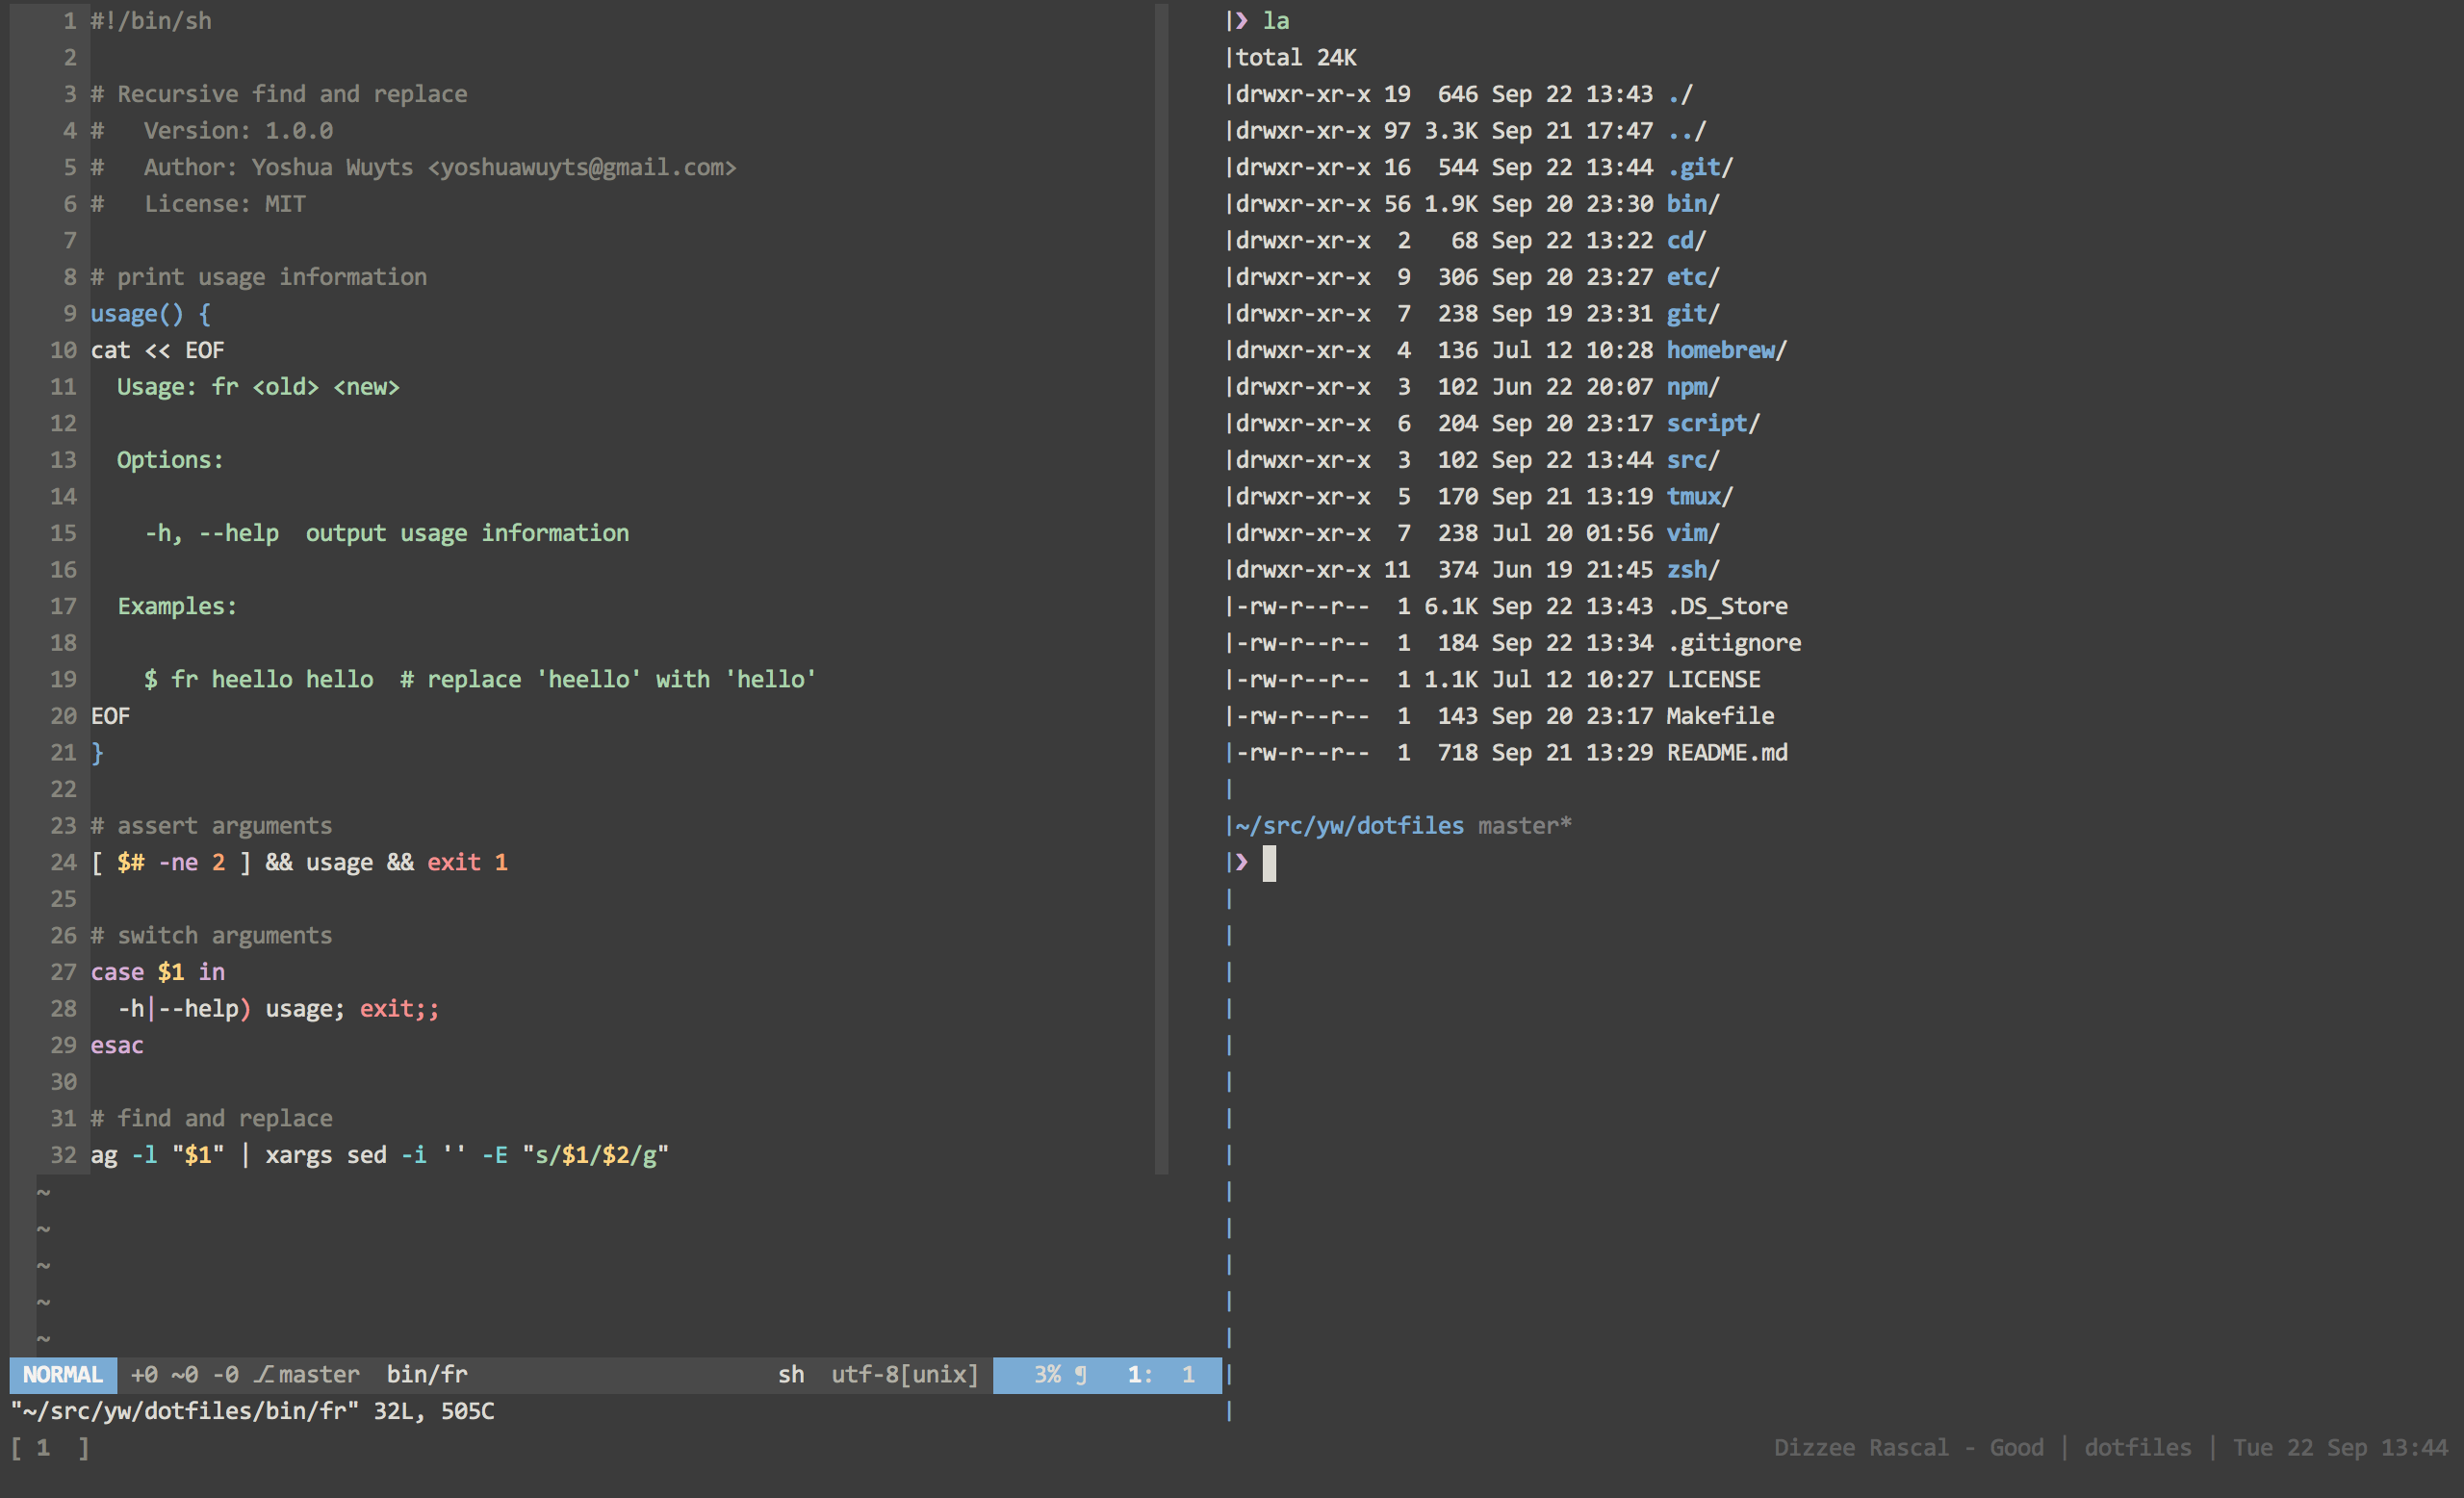 1 #!/bin/sh
2
3 # Recursive find and replace
4 #   Version: 1.0.0
5 #   Author: Yoshua Wuyts <yoshuawuyts@gmail.com>
6 #   License: MIT
7
8 # print usage information
9 usage() {
10 cat << EOF
11   Usage: fr <old> <new>
12
13   Options:
14
15     -h, --help  output usage information
16
17   Examples:
18
19     $ fr heello hello  # replace 'heello' with 'hello'
20 EOF
21 }
22
23 # assert arguments
24 [ $# -ne 2 ] && usage && exit 1
25
26 # switch arguments
27 case $1 in
28   -h|--help) usage; exit;;
29 esac
30
31 # find and replace
32 ag -l "$1" | xargs sed -i '' -E "s/$1/$2/g"
~
~
~
~
~
NORMAL +0 ~0 -0 ⎇master  bin/fr sh  utf-8[unix] 3% ¶  1:  1
"~/src/yw/dotfiles/bin/fr" 32L, 505C
❯ la
total 24K
drwxr-xr-x 19  646 Sep 22 13:43 ./
drwxr-xr-x 97 3.3K Sep 21 17:47 ../
drwxr-xr-x 16  544 Sep 22 13:44 .git/
drwxr-xr-x 56 1.9K Sep 20 23:30 bin/
drwxr-xr-x  2   68 Sep 22 13:22 cd/
drwxr-xr-x  9  306 Sep 20 23:27 etc/
drwxr-xr-x  7  238 Sep 19 23:31 git/
drwxr-xr-x  4  136 Jul 12 10:28 homebrew/
drwxr-xr-x  3  102 Jun 22 20:07 npm/
drwxr-xr-x  6  204 Sep 20 23:17 script/
drwxr-xr-x  3  102 Sep 22 13:44 src/
drwxr-xr-x  5  170 Sep 21 13:19 tmux/
drwxr-xr-x  7  238 Jul 20 01:56 vim/
drwxr-xr-x 11  374 Jun 19 21:45 zsh/
-rw-r--r--  1 6.1K Sep 22 13:43 .DS_Store
-rw-r--r--  1  184 Sep 22 13:34 .gitignore
-rw-r--r--  1 1.1K Jul 12 10:27 LICENSE
-rw-r--r--  1  143 Sep 20 23:17 Makefile
-rw-r--r--  1  718 Sep 21 13:29 README.md
~/src/yw/dotfiles master*
❯
[ 1  ] Dizzee Rascal - Good | dotfiles | Tue 22 Sep 13:44